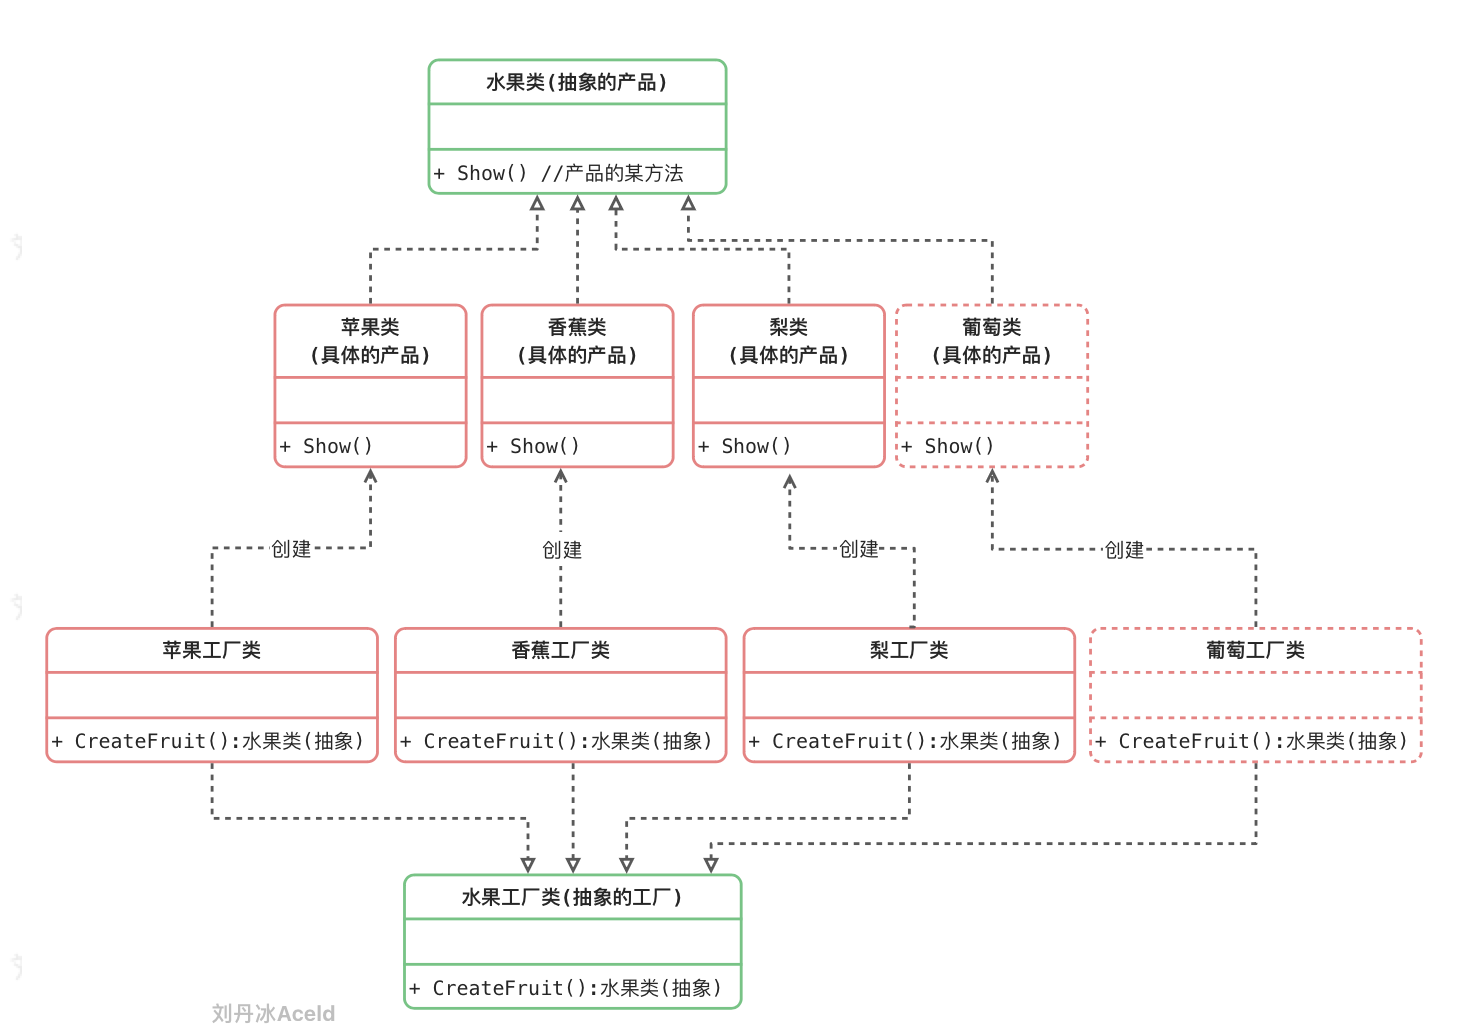 水果类(抽象的产品)
+ Show() //产品的某方法
苹果类
(具体的产品)
+ Show()
香蕉类
(具体的产品)
+ Show()
梨类
(具体的产品)
+ Show()
葡萄类
(具体的产品)
+ Show()
创建
创建
创建
创建
苹果工厂类
+ CreateFruit():水果类(抽象)
香蕉工厂类
+ CreateFruit():水果类(抽象)
梨工厂类
+ CreateFruit():水果类(抽象)
葡萄工厂类
+ CreateFruit():水果类(抽象)
水果工厂类(抽象的工厂)
+ CreateFruit():水果类(抽象)
刘丹冰Aceld